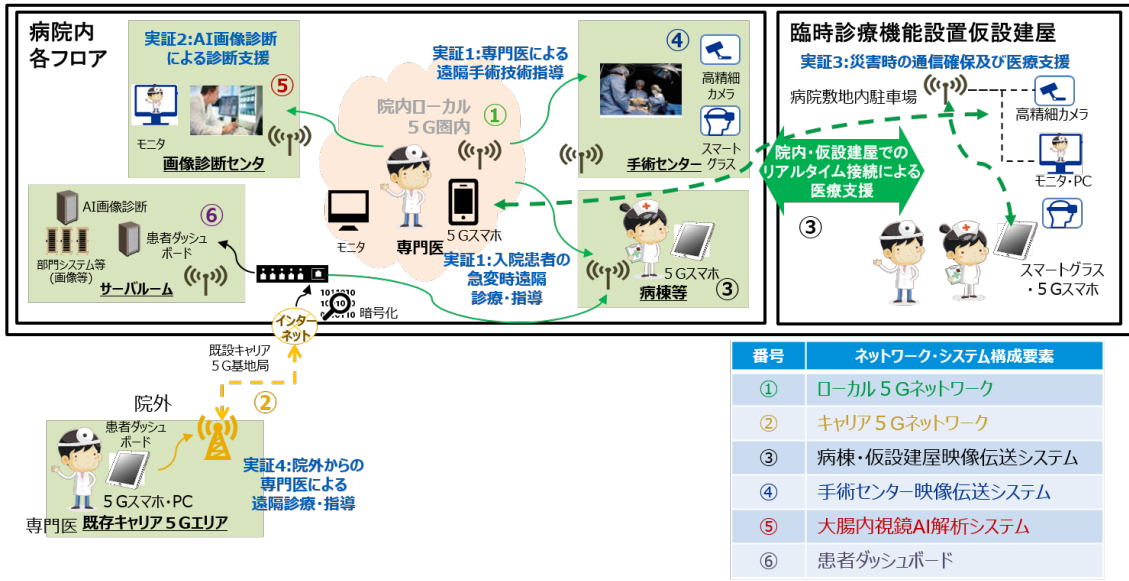 病院内
各フロア
実証2:AI画像診断
による診断支援
⑤
モニタ
画像診断センタ
実証1:専門医による
遠隔手術技術指導
院内ローカル
5G圏内
①
モニタ
専門医
5Gスマホ
④
高精細
カメラ
スマート
グラス
手術センター
実証1:入院患者の
急変時遠隔
診療・指導
5Gスマホ
病棟等
③
AI画像診断
⑥
患者ダッシュ
ボード
部門システム等
(画像等)
サーバルーム
暗号化
インター
ネット
臨時診療機能設置仮設建屋
実証3:災害時の通信確保及び医療支援
病院敷地内駐車場
高精細カメラ
モニタ・PC
院内・仮設建屋での
リアルタイム接続による
医療支援
③
スマートグラス
・5Gスマホ
既設キャリア
5G基地局
②
院外
患者ダッシュ
ボード
5Gスマホ・PC
専門医
既存キャリア5Gエリア
実証4:院外からの
専門医による
遠隔診療・指導
番号 ネットワーク・システム構成要素
① ローカル5Gネットワーク
② キャリア5Gネットワーク
③ 病棟・仮設建屋映像伝送システム
④ 手術センター映像伝送システム
⑤ 大腸内視鏡AI解析システム
⑥ 患者ダッシュボード